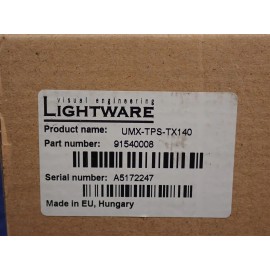 visual engineering
LIGHTWARE
Product name: UMX-TPS-TX140
Part number: 91540008
Serial number: A5172247
Made in EU, Hungary